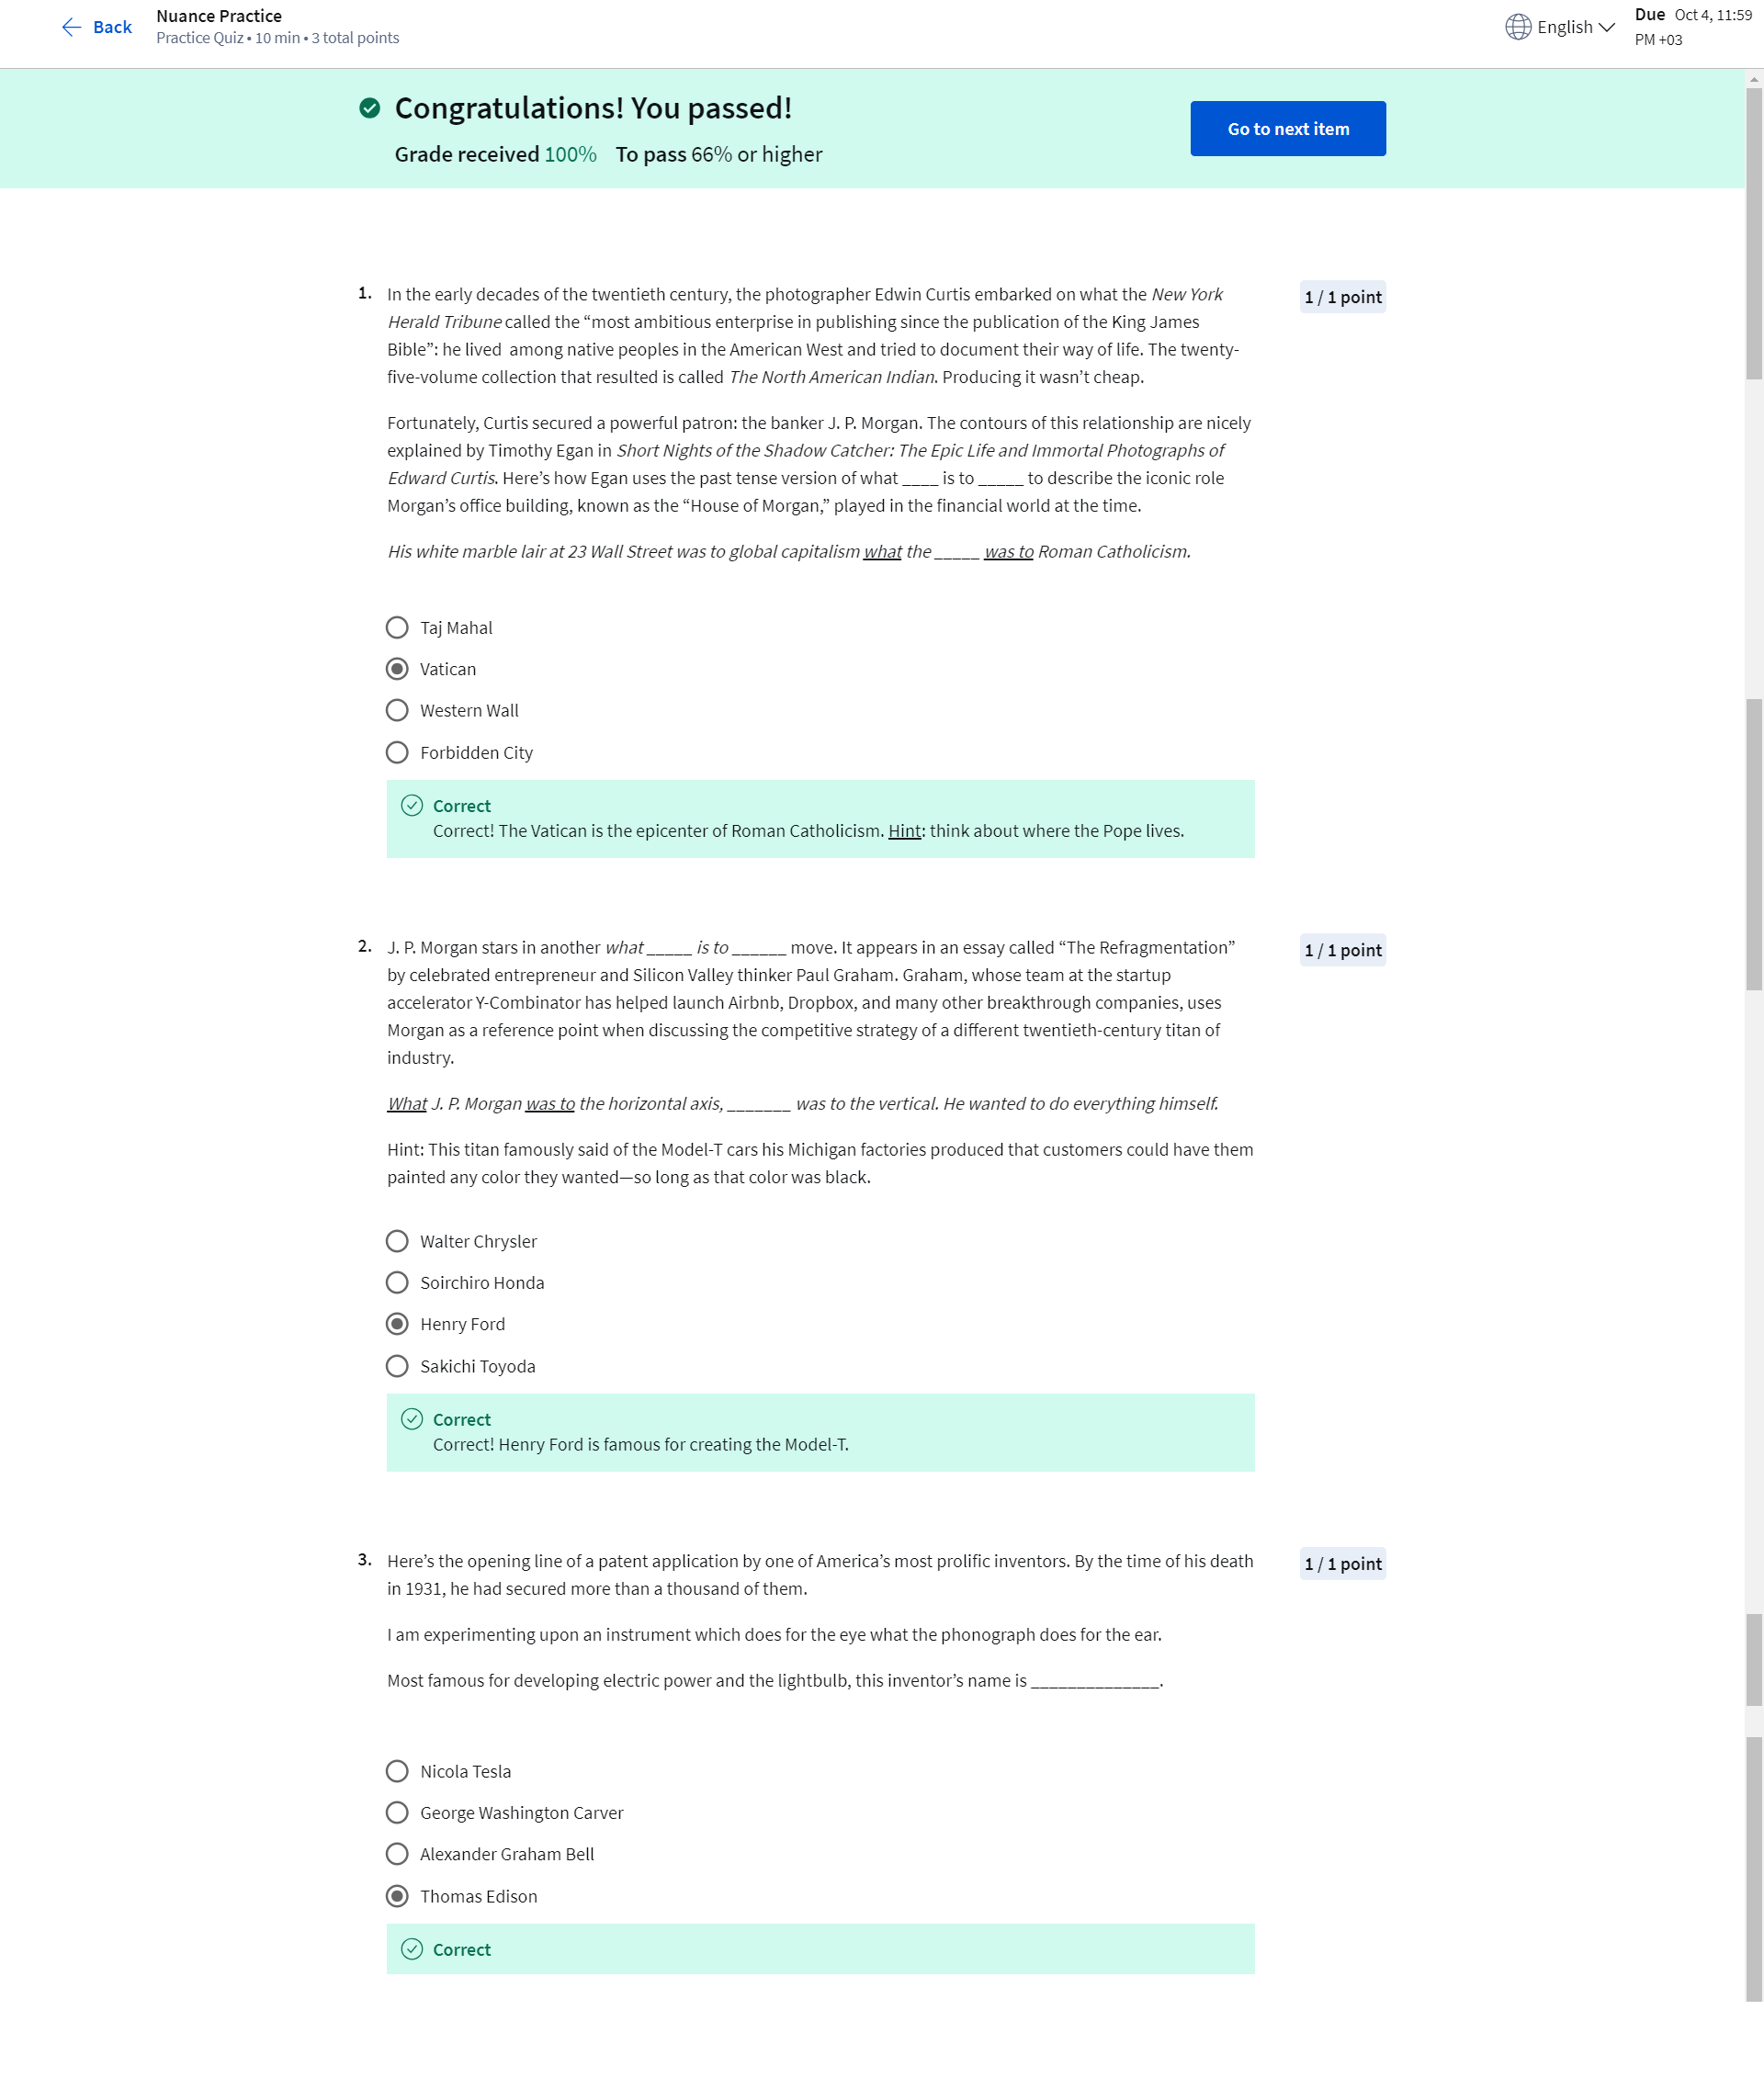 Back
Nuance Practice
Practice Quiz • 10 min • 3 total points
English
Due Oct 4, 11:59
PM +03
Congratulations! You passed!
Grade received 100% To pass 66% or higher
Go to next item
1. In the early decades of the twentieth century, the photographer Edwin Curtis embarked on what the New York
1 / 1 point
Herald Tribune called the “most ambitious enterprise in publishing since the publication of the King James
Bible”: he lived among native peoples in the American West and tried to document their way of life. The twenty-
five-volume collection that resulted is called The North American Indian. Producing it wasn’t cheap.
Fortunately, Curtis secured a powerful patron: the banker J. P. Morgan. The contours of this relationship are nicely
explained by Timothy Egan in Short Nights of the Shadow Catcher: The Epic Life and Immortal Photographs of
Edward Curtis. Here’s how Egan uses the past tense version of what ____ is to _____ to describe the iconic role
Morgan’s office building, known as the “House of Morgan,” played in the financial world at the time.
His white marble lair at 23 Wall Street was to global capitalism what the _____ was to Roman Catholicism.
Taj Mahal
Vatican
Western Wall
Forbidden City
Correct
Correct! The Vatican is the epicenter of Roman Catholicism. Hint: think about where the Pope lives.
2. J. P. Morgan stars in another what _____ is to ______ move. It appears in an essay called “The Refragmentation”
1 / 1 point
by celebrated entrepreneur and Silicon Valley thinker Paul Graham. Graham, whose team at the startup
accelerator Y-Combinator has helped launch Airbnb, Dropbox, and many other breakthrough companies, uses
Morgan as a reference point when discussing the competitive strategy of a different twentieth-century titan of
industry.
What J. P. Morgan was to the horizontal axis, _______ was to the vertical. He wanted to do everything himself.
Hint: This titan famously said of the Model-T cars his Michigan factories produced that customers could have them
painted any color they wanted—so long as that color was black.
Walter Chrysler
Soirchiro Honda
Henry Ford
Sakichi Toyoda
Correct
Correct! Henry Ford is famous for creating the Model-T.
3. Here’s the opening line of a patent application by one of America’s most prolific inventors. By the time of his death
1 / 1 point
in 1931, he had secured more than a thousand of them.
I am experimenting upon an instrument which does for the eye what the phonograph does for the ear.
Most famous for developing electric power and the lightbulb, this inventor’s name is ______________.
Nicola Tesla
George Washington Carver
Alexander Graham Bell
Thomas Edison
Correct